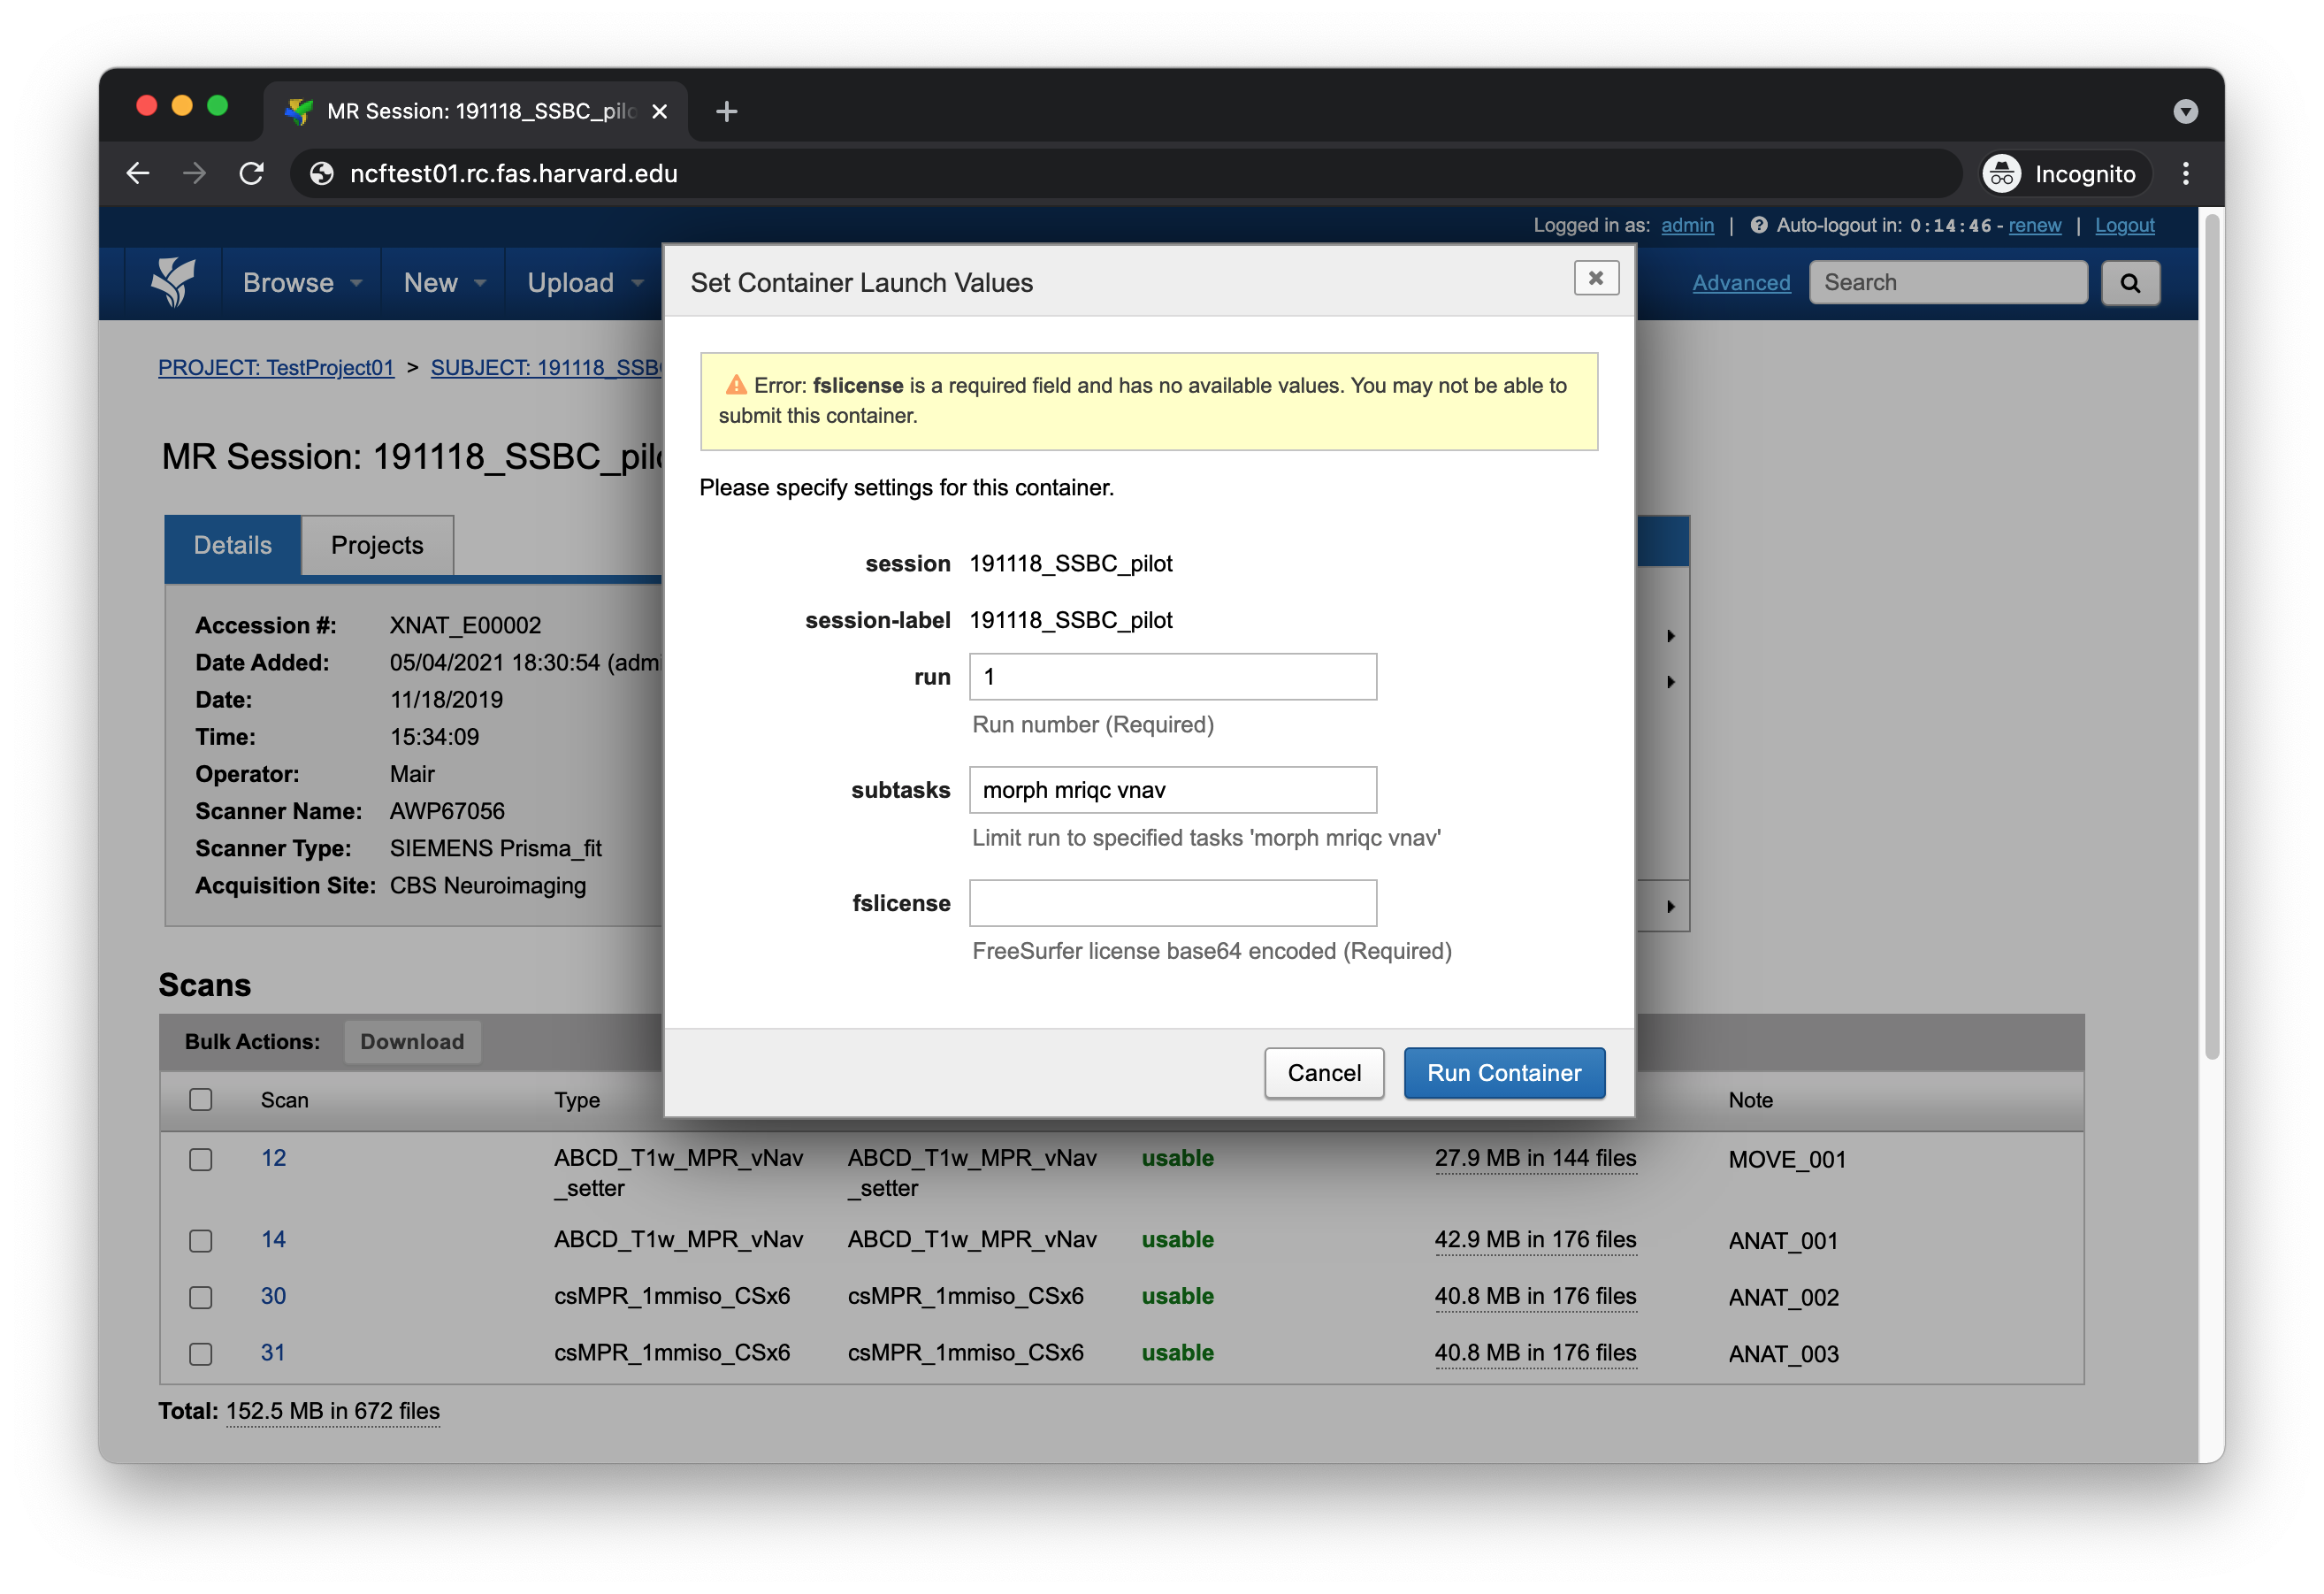 MR Session: 191118_SSBC_pilo
ncftest01.rc.fas.harvard.edu
Incognito
Logged in as: admin | Auto-logout in: 0:14:46 - renew | Logout
Browse New Upload
Advanced Search
PROJECT: TestProject01 > SUBJECT: 191118_SSB
MR Session: 191118_SSBC_pil
Details Projects
Accession #: XNAT_E00002
Date Added: 05/04/2021 18:30:54 (adm
Date: 11/18/2019
Time: 15:34:09
Operator: Mair
Scanner Name: AWP67056
Scanner Type: SIEMENS Prisma_fit
Acquisition Site: CBS Neuroimaging
Set Container Launch Values
Error: fslicense is a required field and has no available values. You may not be able to
submit this container.
Please specify settings for this container.
session 191118_SSBC_pilot
session-label 191118_SSBC_pilot
run 1
Run number (Required)
subtasks morph mriqc vnav
Limit run to specified tasks 'morph mriqc vnav'
fslicense
FreeSurfer license base64 encoded (Required)
Cancel Run Container
Scans
Bulk Actions: Download
Scan Type Note
12 ABCD_T1w_MPR_vNav ABCD_T1w_MPR_vNav usable 27.9 MB in 144 files MOVE_001
_setter _setter
14 ABCD_T1w_MPR_vNav ABCD_T1w_MPR_vNav usable 42.9 MB in 176 files ANAT_001
30 csMPR_1mmiso_CSx6 csMPR_1mmiso_CSx6 usable 40.8 MB in 176 files ANAT_002
31 csMPR_1mmiso_CSx6 csMPR_1mmiso_CSx6 usable 40.8 MB in 176 files ANAT_003
Total: 152.5 MB in 672 files